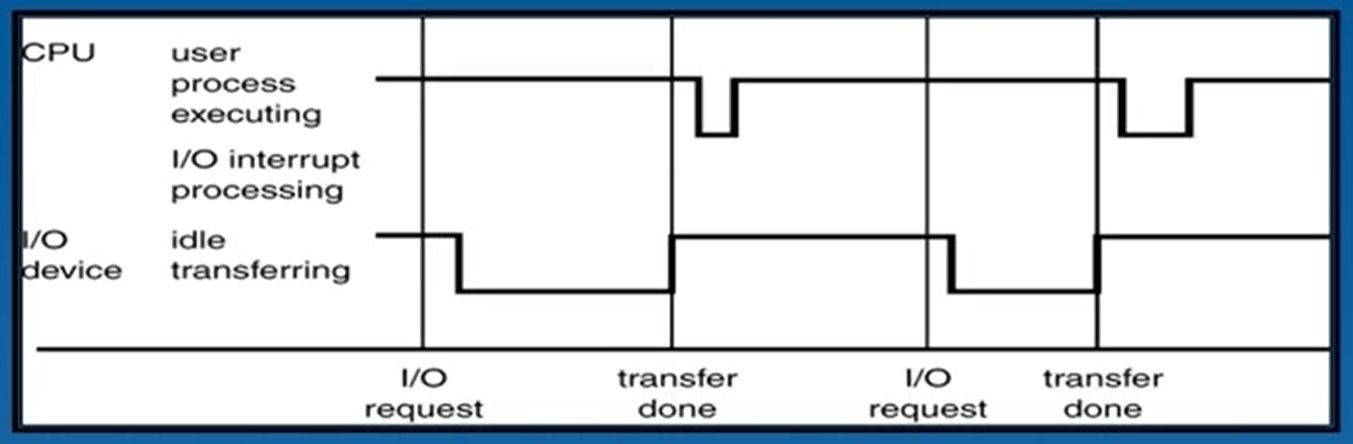 CPU user
process
executing
I/O interrupt
processing
I/O idle
device transferring
I/O transfer I/O transfer
request done request done